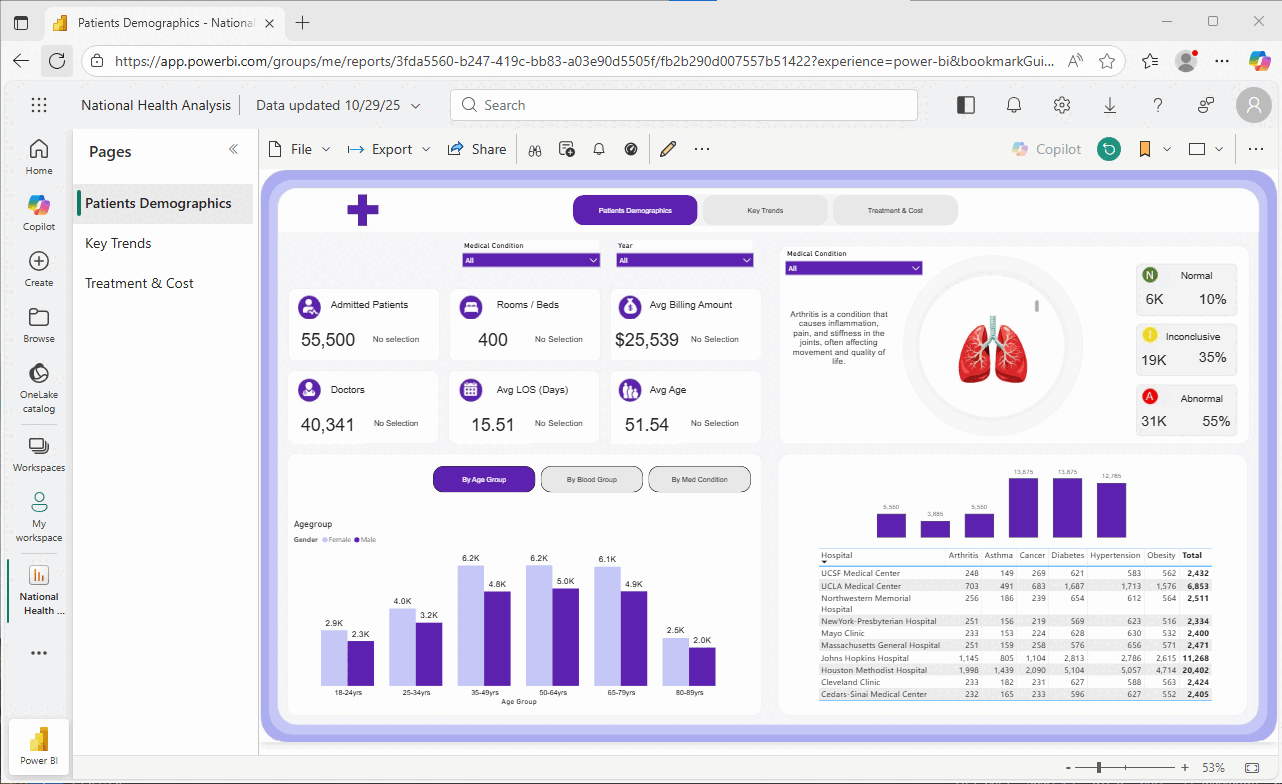 Patients Demographics - National
https://app.powerbi.com/groups/me/reports/3fda5560-b247-419c-bb83-a03e90d5505f/fb2b290d007557b51422?experience=power-bi&bookmarkGui...
National Health Analysis
Data updated 10/29/25
Search
Home
Copilot
Create
Browse
OneLake
catalog
Workspaces
My
workspace
National
Health ...
Power BI
Pages
Patients Demographics
Key Trends
Treatment & Cost
File
Export
Share
Copilot
Patients Demographics
Key Trends
Treatment & Cost
Medical Condition
All
Year
All
Admitted Patients
55,500 No selection
Rooms / Beds
400 No Selection
Avg Billing Amount
$25,539 No Selection
Doctors
40,341 No Selection
Avg LOS (Days)
15.51 No Selection
Avg Age
51.54 No Selection
Medical Condition
All
Arthritis is a condition that
causes inflammation,
pain, and stiffness in the
joints, often affecting
movement and quality of
life.
N Normal
6K 10%
I Inconclusive
19K 35%
A Abnormal
31K 55%
By Age Group
By Blood Group
By Med Condition
Agegroup
Gender Female Male
2.9K 2.3K 4.0K 3.2K 6.2K 4.8K 6.2K 5.0K 6.1K 4.9K 2.5K 2.0K
18-24yrs 25-34yrs 35-49yrs 50-64yrs 65-79yrs 80-89yrs
Age Group
5,550 3,885 5,550 13,875 13,875 12,765
Hospital Arthritis Asthma Cancer Diabetes Hypertension Obesity Total
UCSF Medical Center 248 149 269 621 583 562 2,432
UCLA Medical Center 703 491 683 1,687 1,713 1,576 6,853
Northwestern Memorial 256 186 239 654 612 564 2,511
Hospital
NewYork-Presbyterian Hospital 251 156 219 569 623 516 2,334
Mayo Clinic 233 153 224 628 630 532 2,400
Massachusetts General Hospital 251 159 258 576 656 571 2,471
Johns Hopkins Hospital 1,145 805 1,104 2,813 2,786 2,615 11,268
Houston Methodist Hospital 1,998 1,439 2,090 5,104 5,057 4,714 20,402
Cleveland Clinic 233 182 231 627 588 563 2,424
Cedars-Sinai Medical Center 232 165 233 596 627 552 2,405
- + 53%